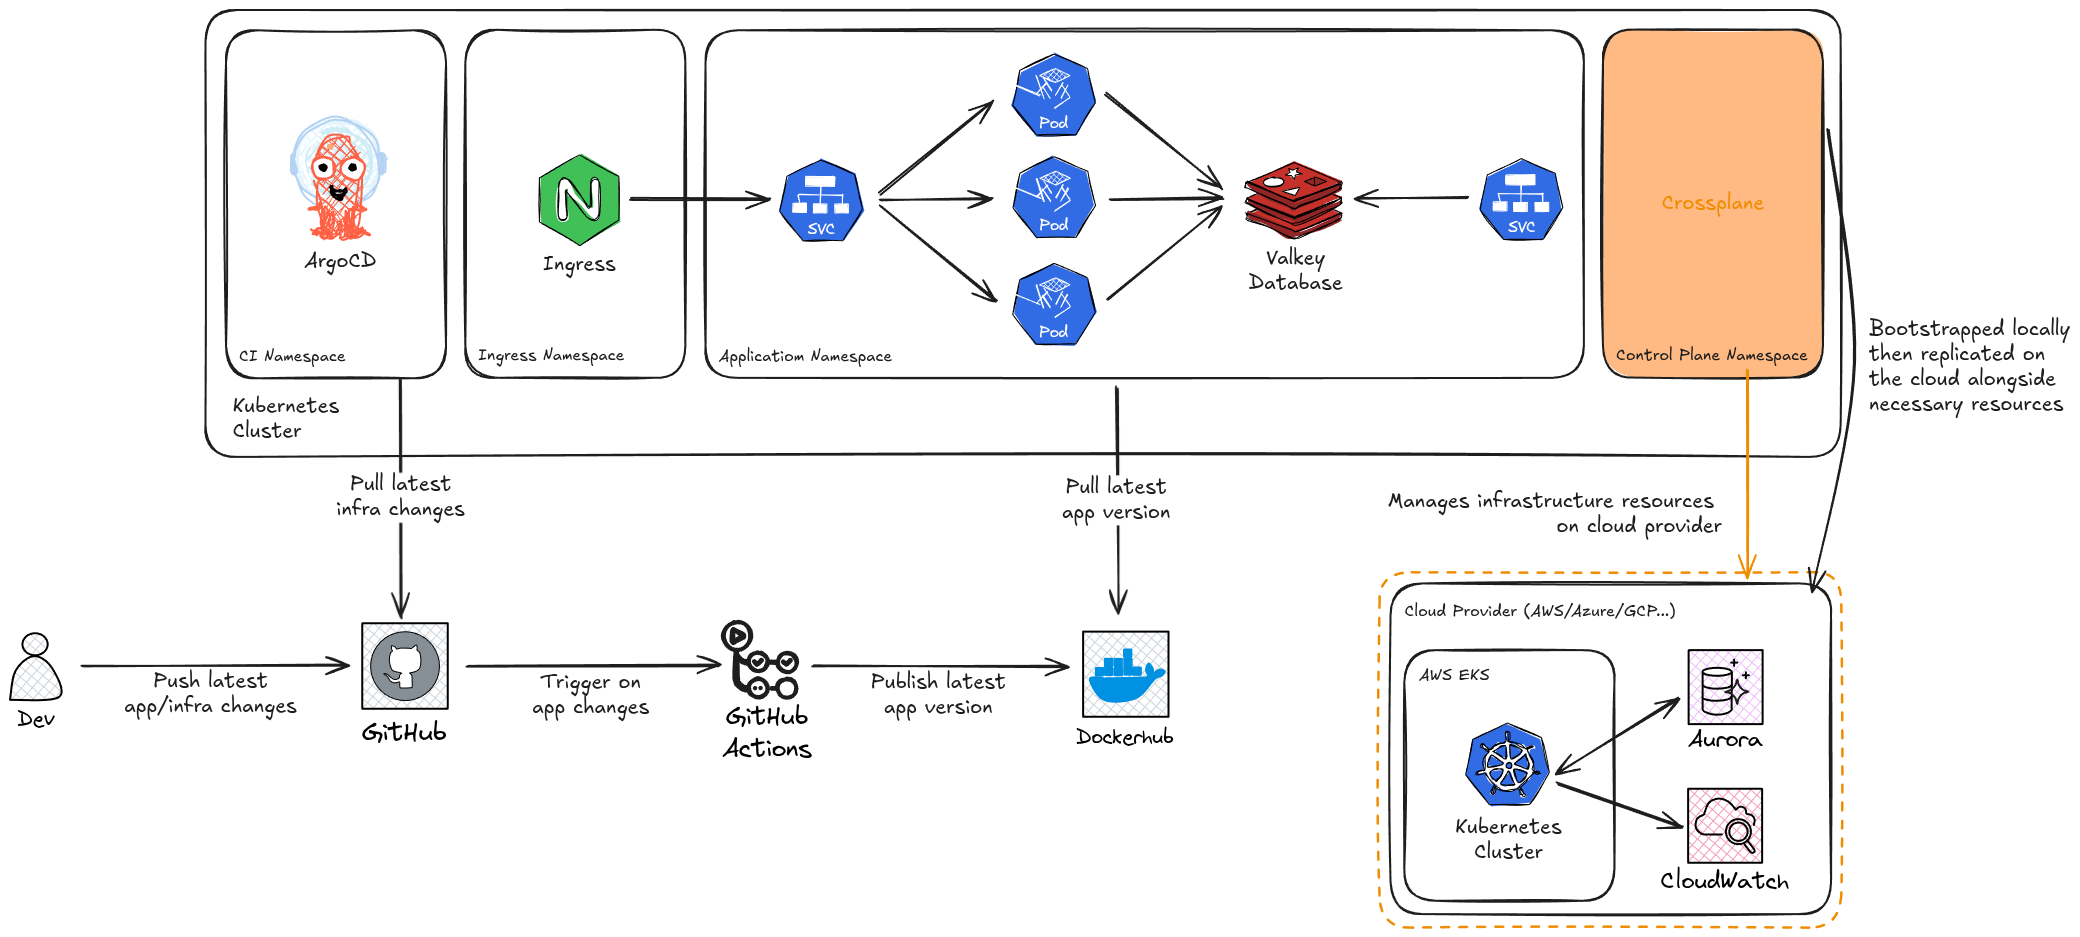 ArgoCD
CI Namespace
Ingress
Ingress Namespace
SVC
Pod
Pod
Pod
Valkey
Database
SVC
Application Namespace
Crossplane
Control Plane Namespace
Kubernetes
Cluster
Bootstrapped locally
then replicated on
the cloud alongside
necessary resources
Pull latest
infra changes
Pull latest
app version
Manages infrastructure resources
on cloud provider
Dev
Push latest
app/infra changes
GitHub
Trigger on
app changes
GitHub
Actions
Publish latest
app version
Dockerhub
Cloud Provider (AWS/Azure/GCP...)
AWS EKS
Kubernetes
Cluster
Aurora
CloudWatch